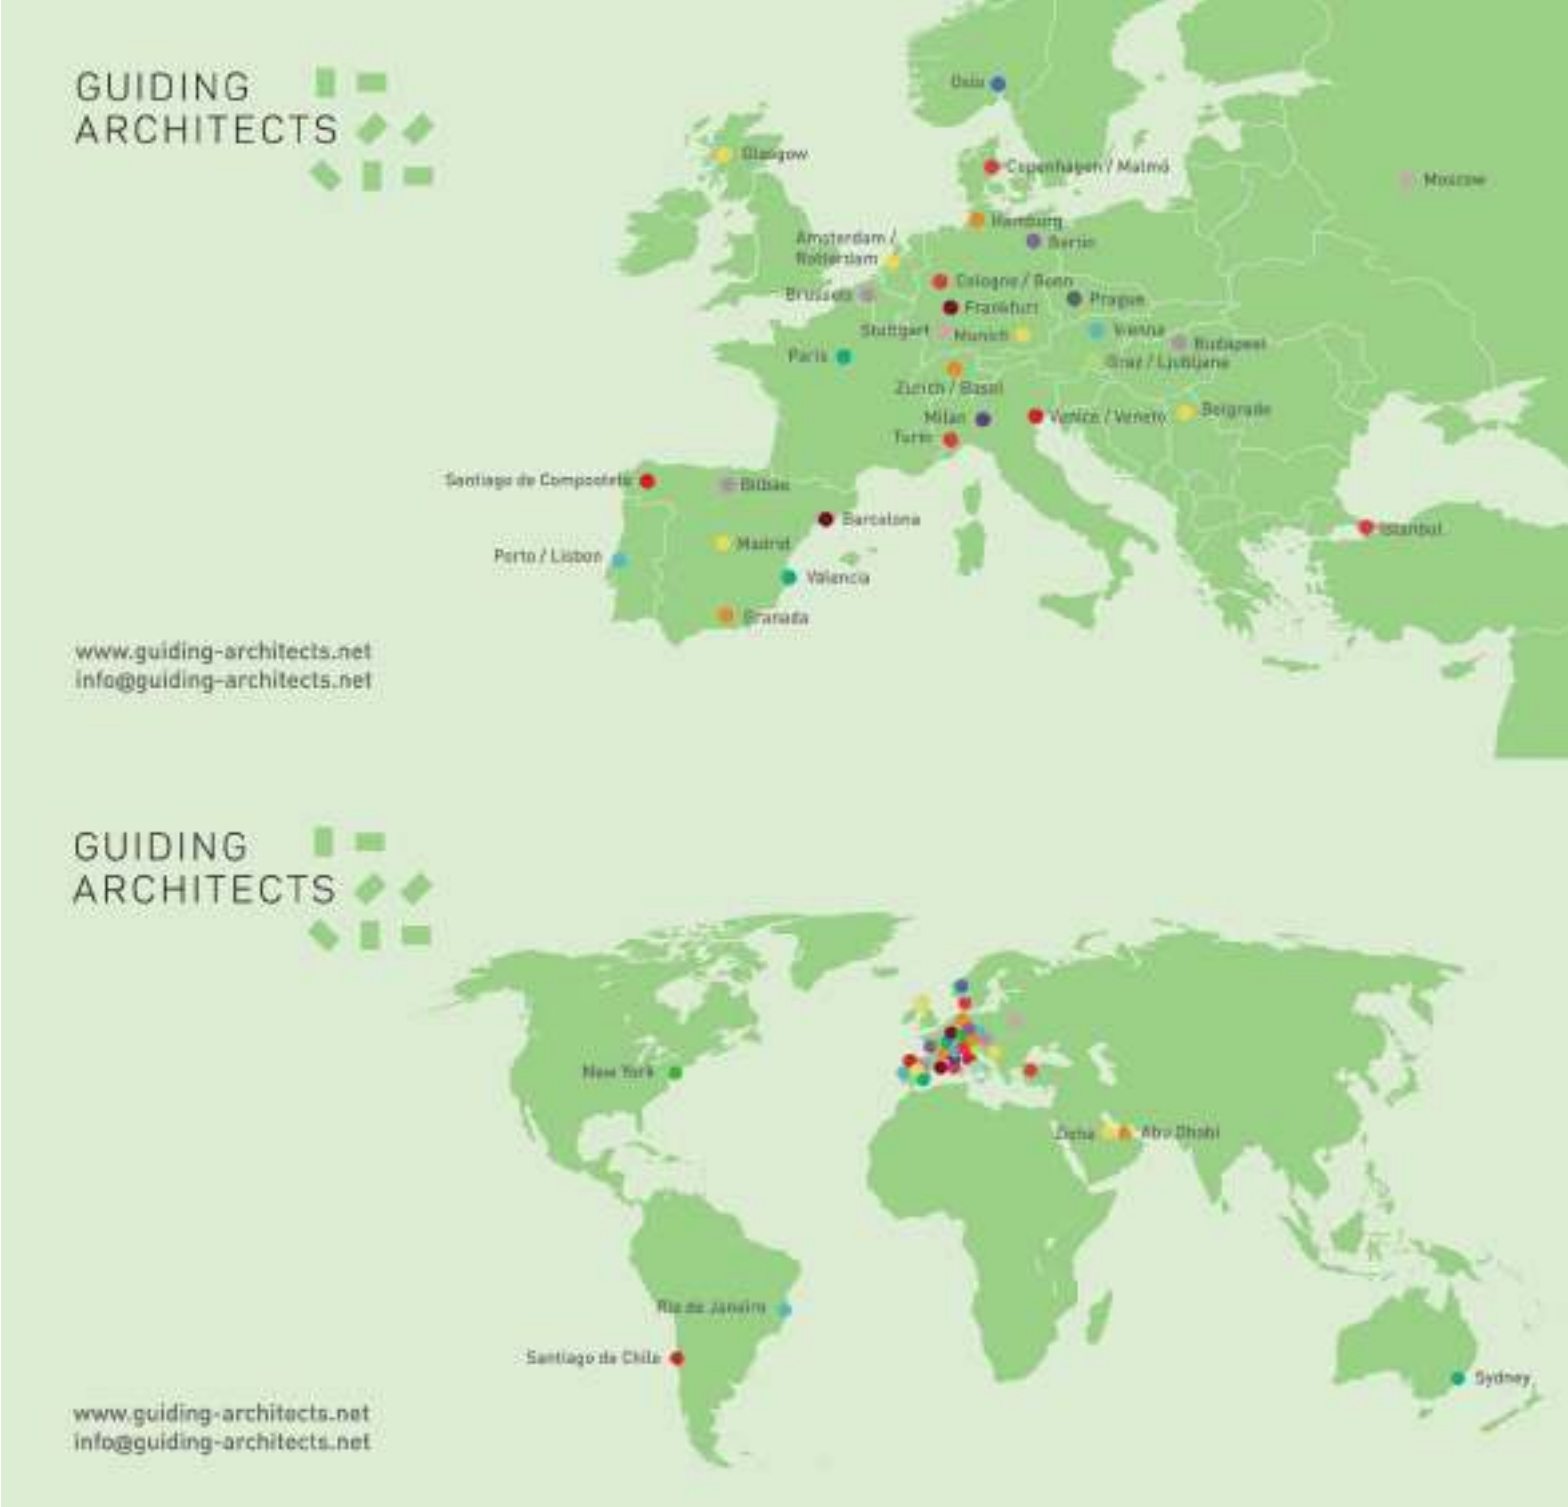 GUIDING
ARCHITECTS
Oslo
Glasgow
Copenhagen / Malmö
Moscow
Hamburg
Amsterdam /
Rotterdam
Berlin
Cologne / Bonn
Brussels
Prague
Frankfurt
Stuttgart
Munich
Vienna
Budapest
Paris
Graz / Ljubljana
Zurich / Basel
Milan
Venice / Veneto
Belgrade
Turin
Santiago de Compostela
Bilbao
Barcelona
Istanbul
Madrid
Porto / Lisbon
Valencia
Granada
www.guiding-architects.net
info@guiding-architects.net
GUIDING
ARCHITECTS
New York
Doha
Abu Dhabi
Rio de Janeiro
Santiago de Chile
Sydney
www.guiding-architects.net
info@guiding-architects.net